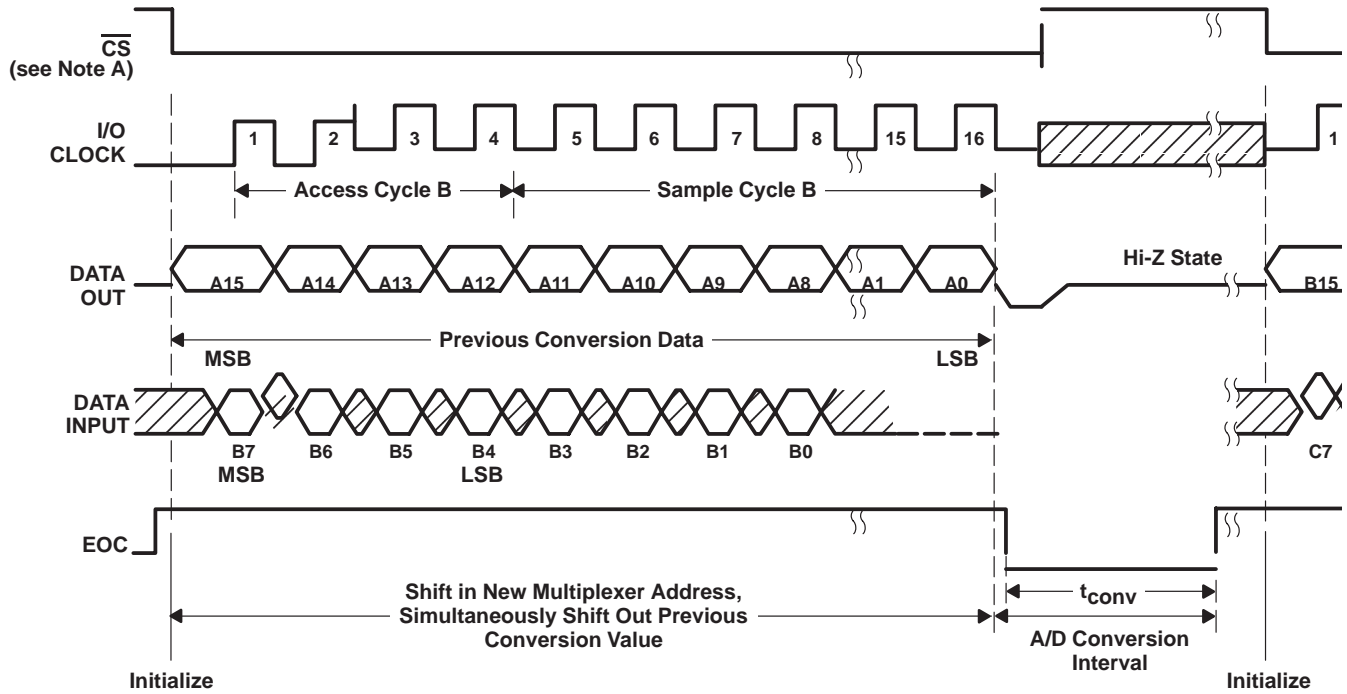 CS
(see Note A)
I/O
CLOCK
1 2 3 4 5 6 7 8 15 16 1
Access Cycle B Sample Cycle B
Hi-Z State
DATA
OUT
A15 A14 A13 A12 A11 A10 A9 A8 A1 A0 B15
Previous Conversion Data
MSB LSB
DATA
INPUT
B7 B6 B5 B4 B3 B2 B1 B0 C7
MSB LSB
EOC
Shift in New Multiplexer Address,
Simultaneously Shift Out Previous
Conversion Value
tconv
A/D Conversion
Interval
Initialize Initialize